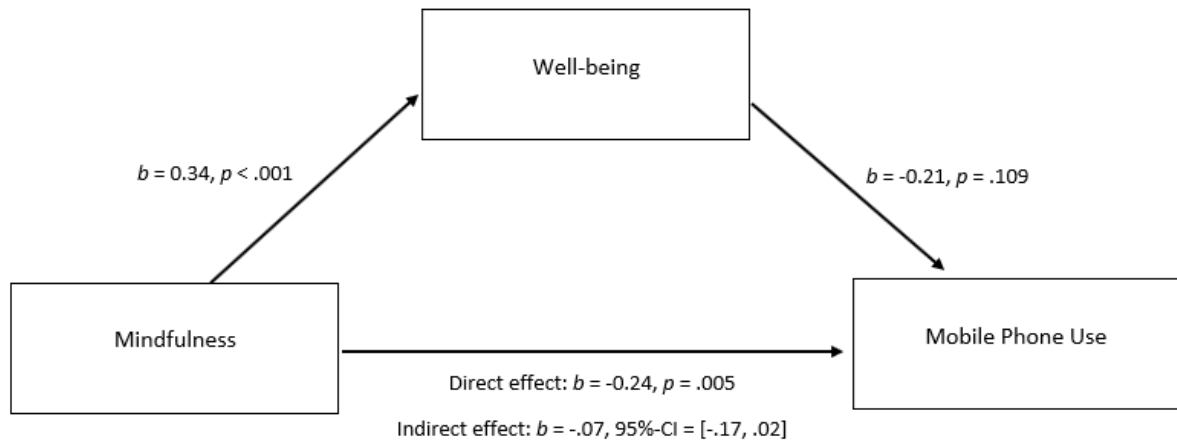 Well-being
b = 0.34, p < .001
b = -0.21, p = .109
Mindfulness
Mobile Phone Use
Direct effect: b = -0.24, p = .005
Indirect effect: b = -.07, 95%-CI = [-.17, .02]